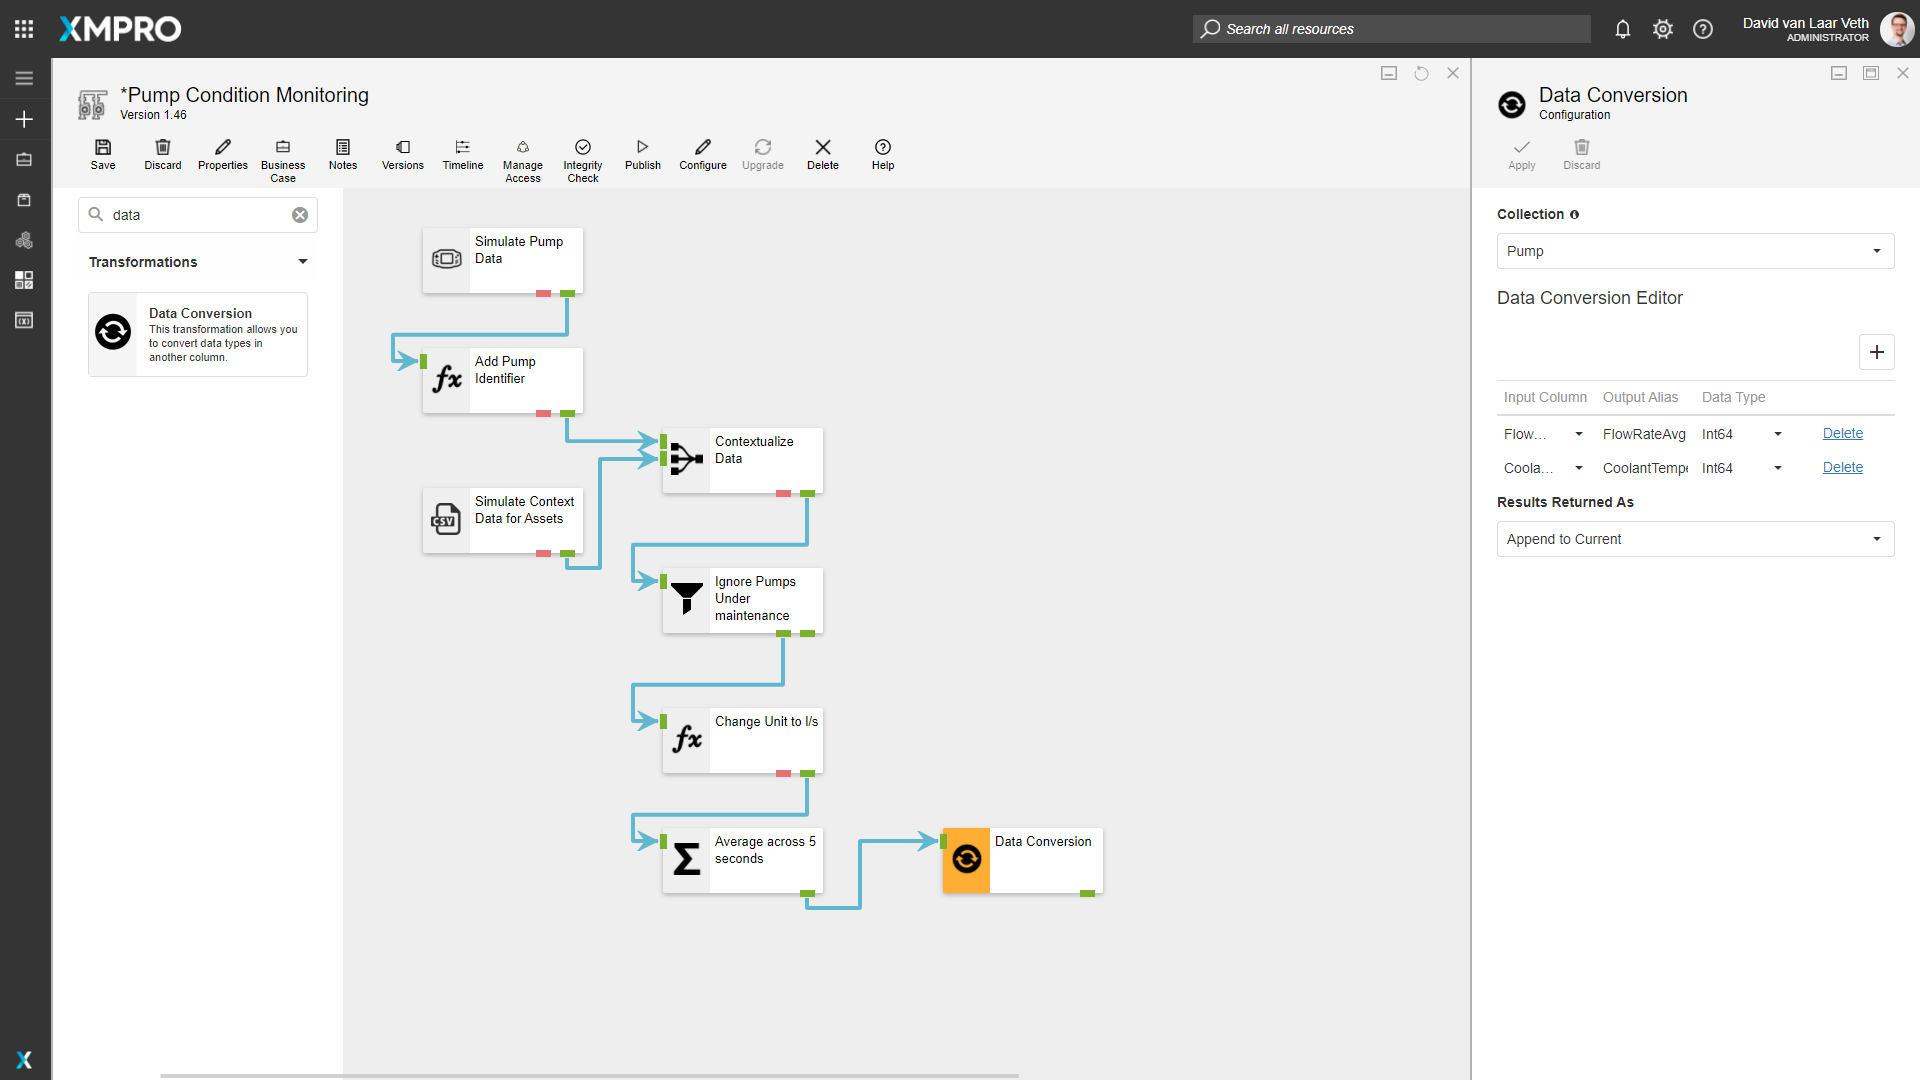 XMPRO
Search all resources
David van Laar Veth
ADMINISTRATOR
*Pump Condition Monitoring
Version 1.46
Save
Discard
Properties
Business
Case
Notes
Versions
Timeline
Manage
Access
Integrity
Check
Publish
Configure
Upgrade
Delete
Help
data
Transformations
Data Conversion
This transformation allows you
to convert data types in
another column.
Simulate Pump
Data
fx
Add Pump
Identifier
Contextualize
Data
CSV
Simulate Context
Data for Assets
Ignore Pumps
Under
maintenance
fx
Change Unit to l/s
Σ
Average across 5
seconds
Data Conversion
Data Conversion
Configuration
Apply
Discard
Collection
Pump
Data Conversion Editor
Input Column Output Alias Data Type
Flow... FlowRateAvg Int64 Delete
Coola... CoolantTempe Int64 Delete
Results Returned As
Append to Current